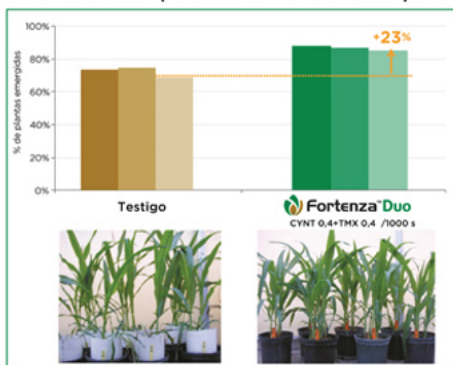 100%
+23%
80%
60%
40%
20%
0%
% de plantas emergidas
Testigo
Fortenza™ Duo
CYNT 0,4+TMX 0,4 /1000 s